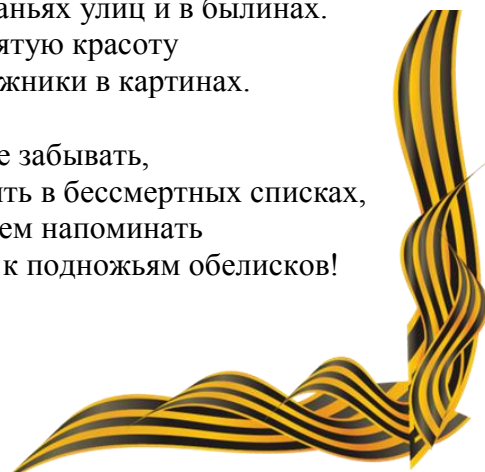 аньях улиц и в былинах.
ятую красоту
жники в картинах.
е забывать,
ить в бессмертных списках,
ем напоминать
к подножьям обелисков!